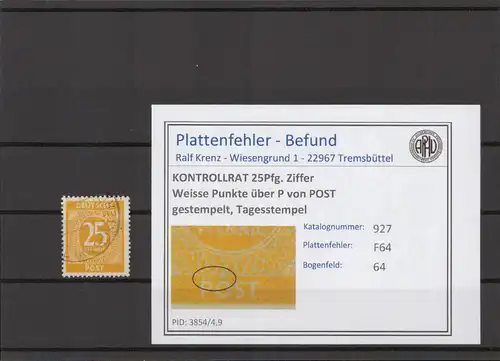 Plattenfehler - Befund
Ralf Krenz - Wiesengrund 1 - 22967 Tremsbüttel
KONTROLLRAT 25Pfg. Ziffer
Weisse Punkte über P von POST
gestempelt, Tagesstempel
Katalognummer: 927
Plattenfehler: F64
Bogenfeld: 64
POST
PID: 3854/4,9
DEUTSCHE
25
POST